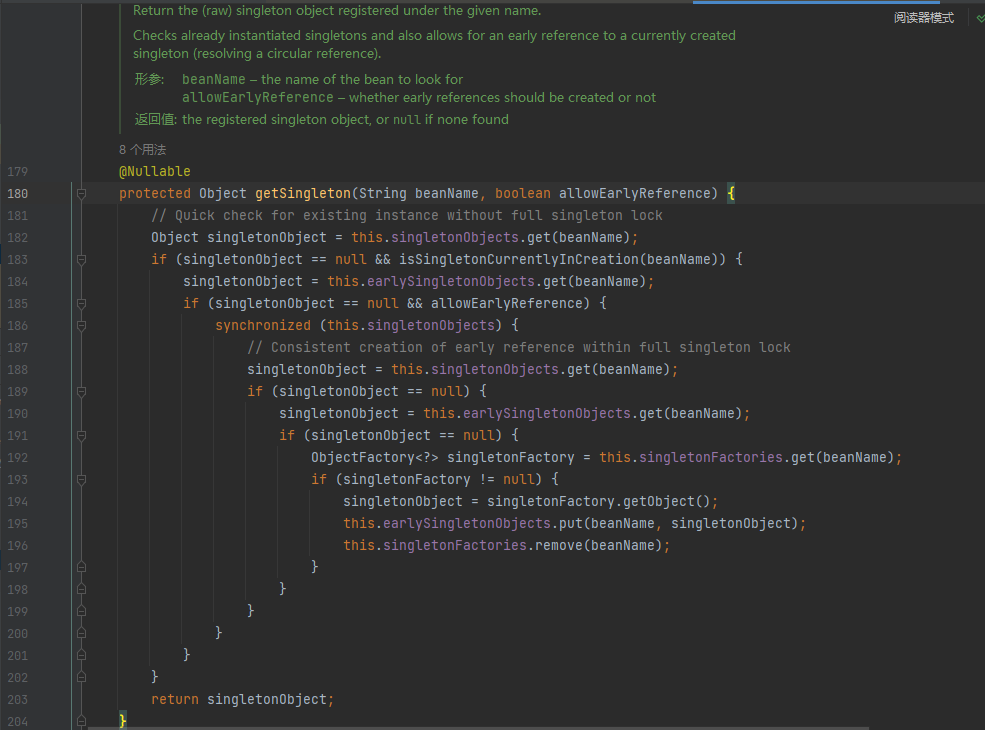 Return the (raw) singleton object registered under the given name.
阅读器模式
Checks already instantiated singletons and also allows for an early reference to a currently created
singleton (resolving a circular reference).
形参: beanName – the name of the bean to look for
allowEarlyReference – whether early references should be created or not
返回值: the registered singleton object, or null if none found
8 个用法
179 @Nullable
180 protected Object getSingleton(String beanName, boolean allowEarlyReference) {
181 // Quick check for existing instance without full singleton lock
182 Object singletonObject = this.singletonObjects.get(beanName);
183 if (singletonObject == null && isSingletonCurrentlyInCreation(beanName)) {
184 singletonObject = this.earlySingletonObjects.get(beanName);
185 if (singletonObject == null && allowEarlyReference) {
186 synchronized (this.singletonObjects) {
187 // Consistent creation of early reference within full singleton lock
188 singletonObject = this.singletonObjects.get(beanName);
189 if (singletonObject == null) {
190 singletonObject = this.earlySingletonObjects.get(beanName);
191 if (singletonObject == null) {
192 ObjectFactory<?> singletonFactory = this.singletonFactories.get(beanName);
193 if (singletonFactory != null) {
194 singletonObject = singletonFactory.getObject();
195 this.earlySingletonObjects.put(beanName, singletonObject);
196 this.singletonFactories.remove(beanName);
197 }
198 }
199 }
200 }
201 }
202 }
203 return singletonObject;
204 }